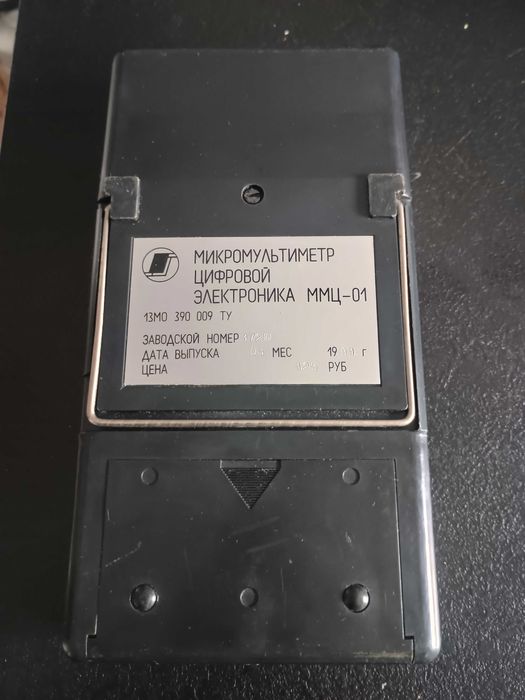 МИКРОМУЛЬТИМЕТР
ЦИФРОВОЙ
ЭЛЕКТРОНИКА ММЦ-01
13МО 390 009 ТУ
ЗАВОДСКОЙ НОМЕР
ДАТА ВЫПУСКА МЕС 19 г
ЦЕНА РУБ